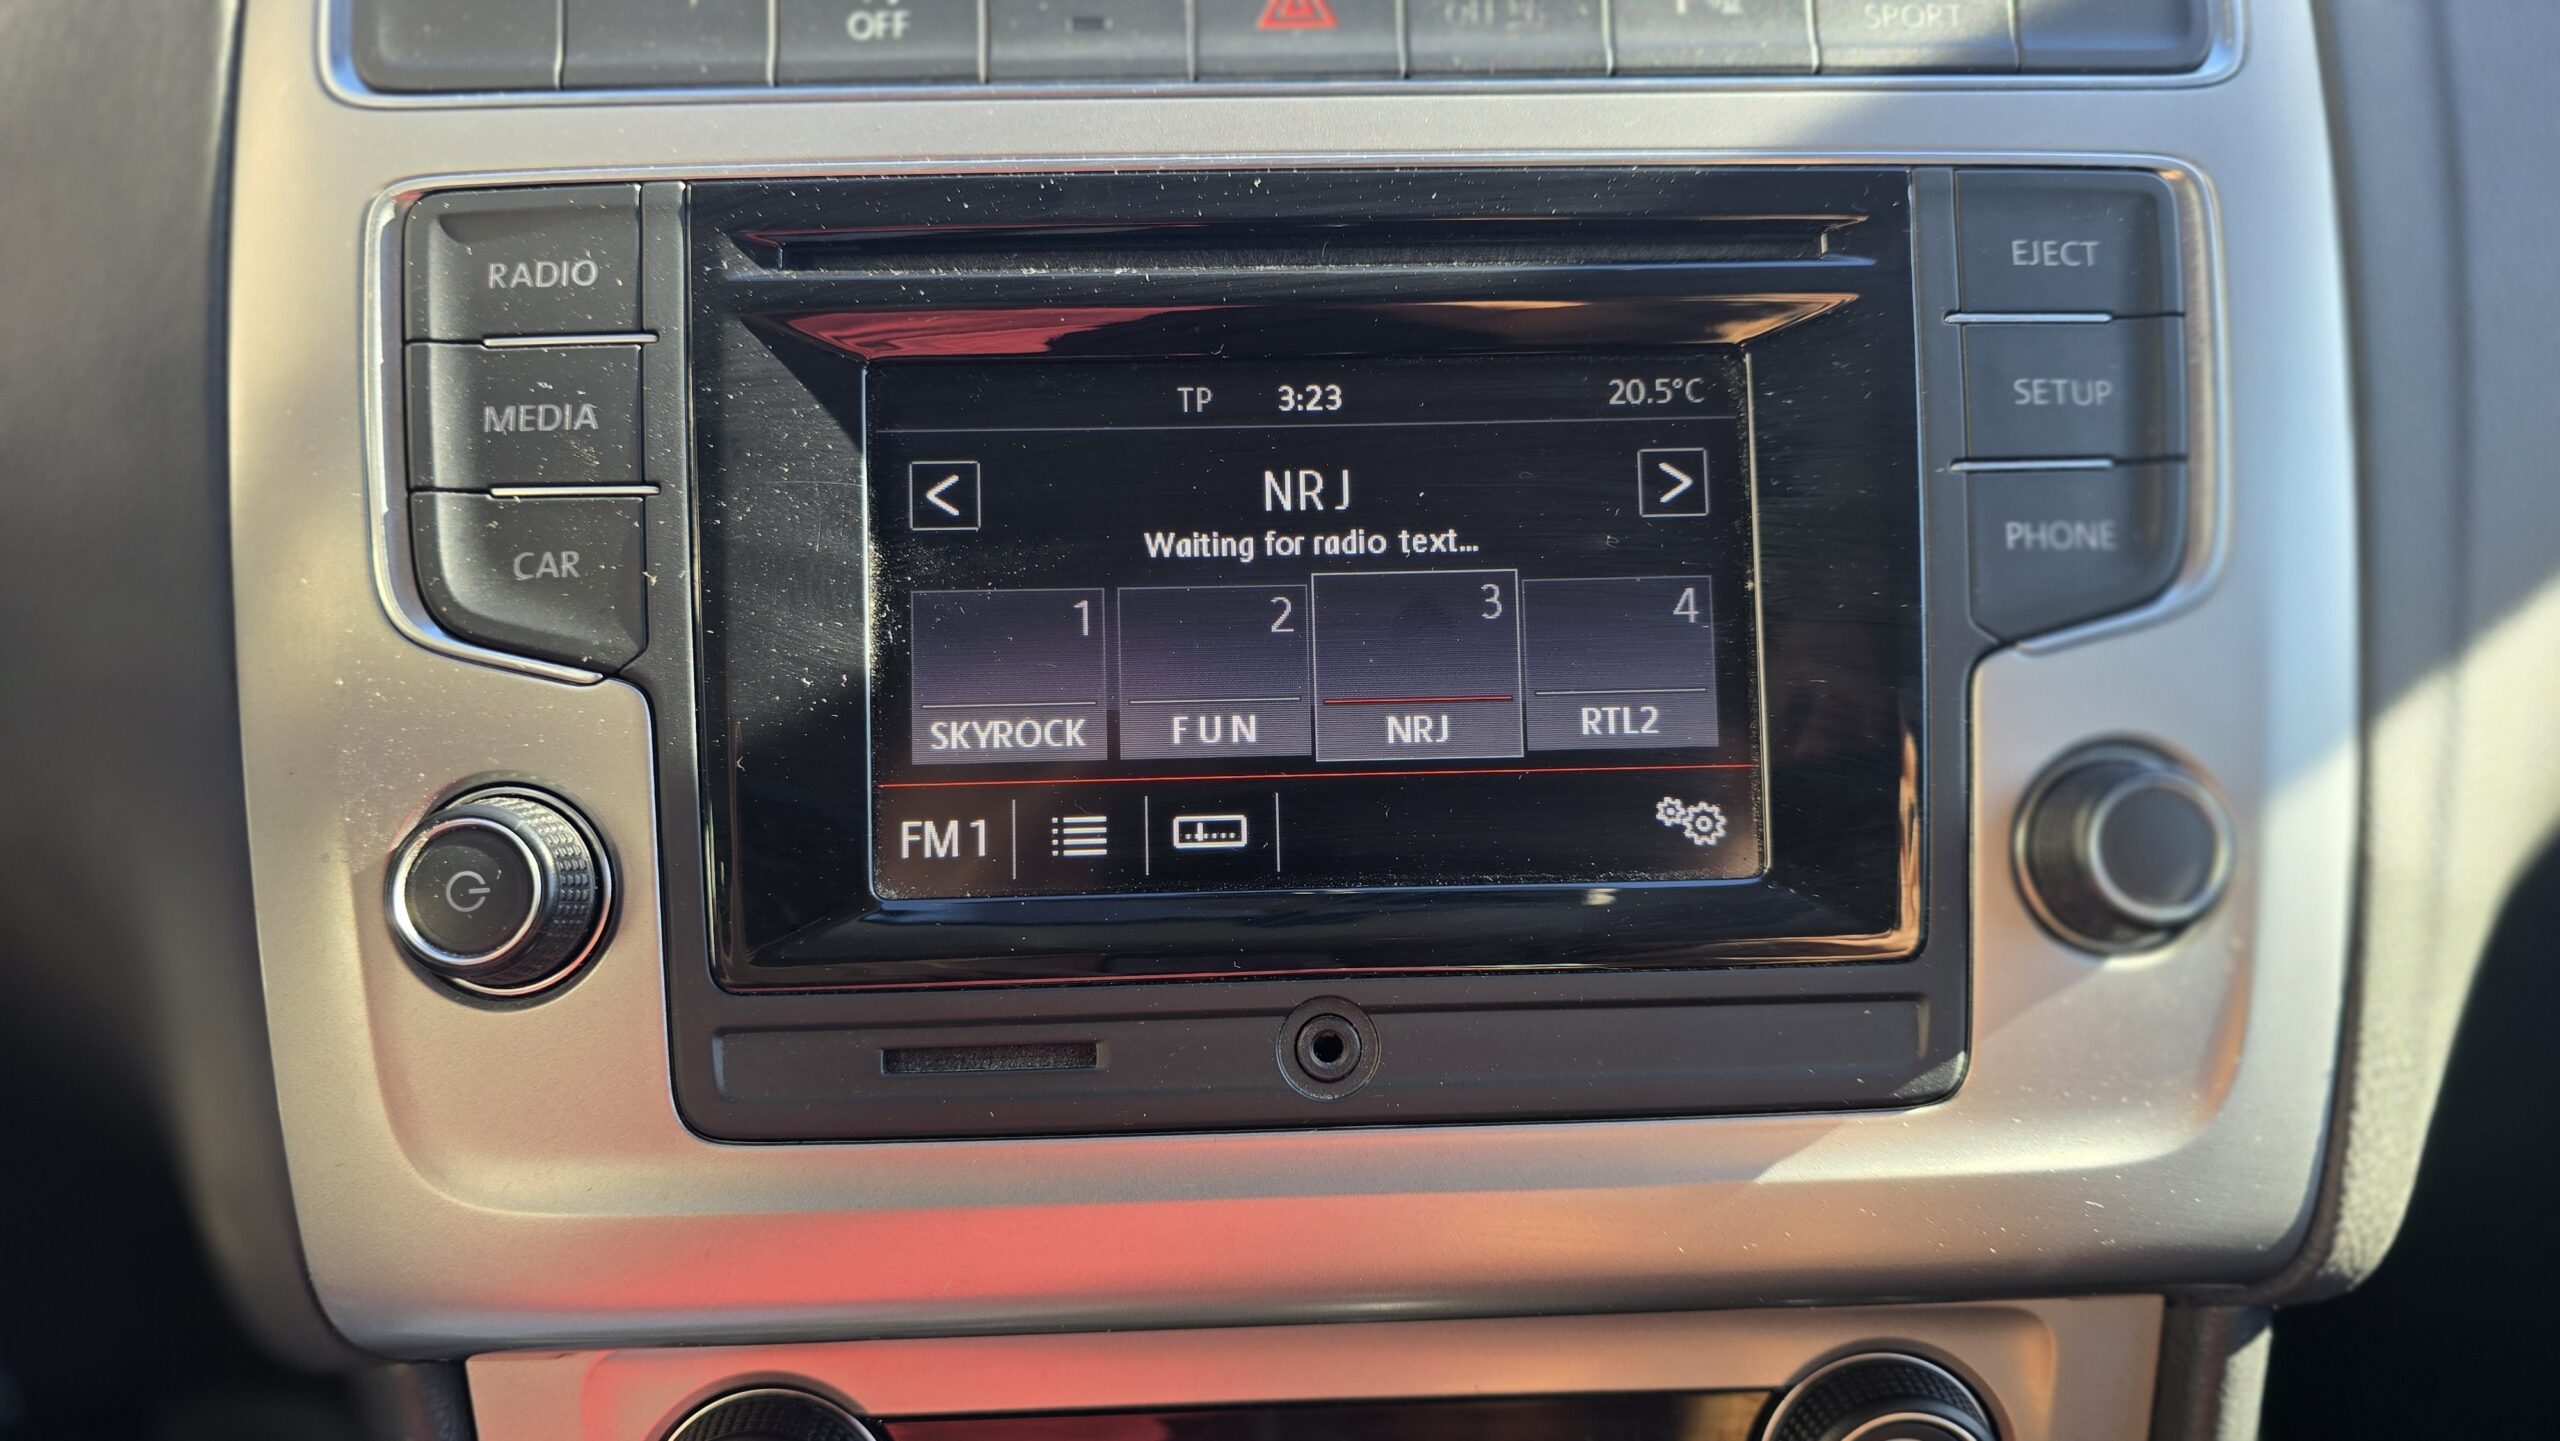 OFF
SPORT
RADIO
EJECT
TP 3:23 20.5°C
MEDIA
SETUP
< NRJ >
Waiting for radio text...
CAR
PHONE
1 2 3 4
SKYROCK FUN NRJ RTL2
FM1